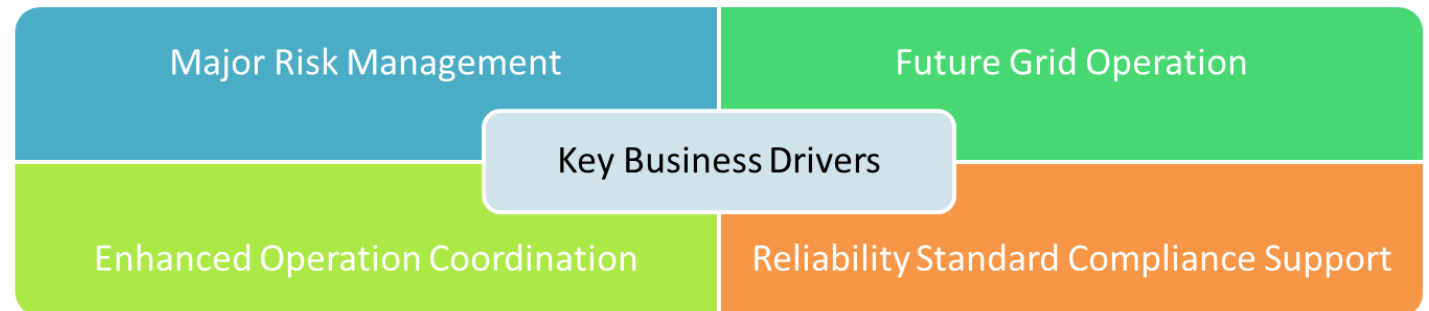 Major Risk Management
Future Grid Operation
Key Business Drivers
Enhanced Operation Coordination
Reliability Standard Compliance Support